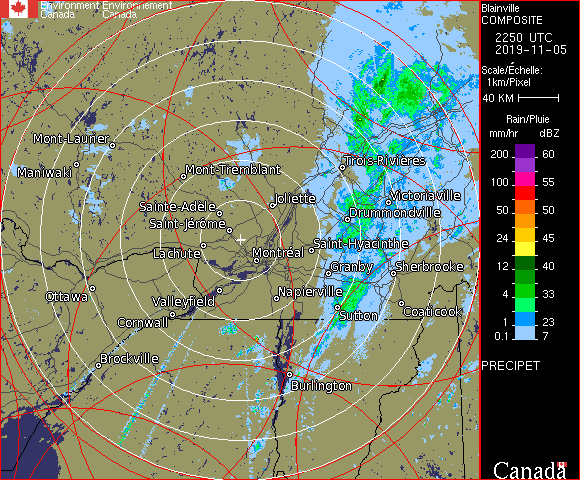 Environment Environnement
Canada Canada
Blainville
COMPOSITE
2250 UTC
2019-11-05
Scale/Échelle:
1km/Pixel
40 KM
Rain/Pluie
mm/hr dBZ
200 60
100 55
50 50
24 45
12 40
4 33
1 23
0.1 7
PRECIPET
Canada
Mont-Laurier
Maniwaki
Mont-Tremblant
Trois-Rivières
Sainte-Adèle
Joliette
Victoriaville
Saint-Jérôme
Drummondville
Lachute
Montréal
Saint-Hyacinthe
Granby
Sherbrooke
Ottawa
Valleyfield
Napierville
Cornwall
Sutton
Coaticook
Brockville
Burlington